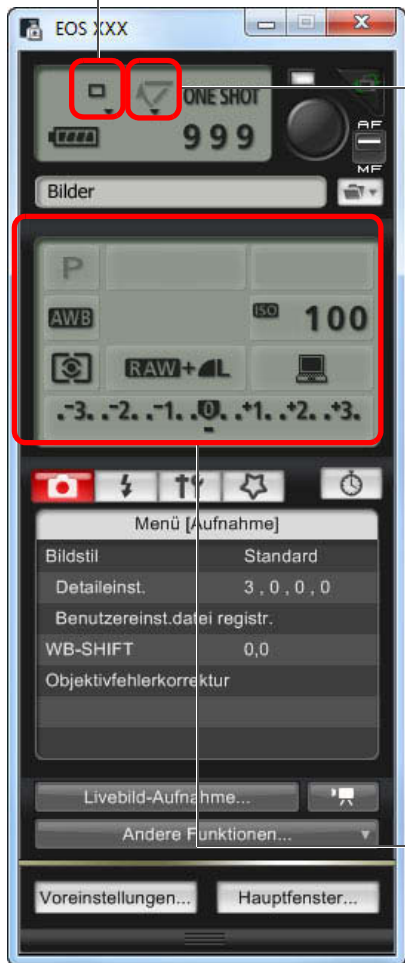 EOS XXX
ONE SHOT
999
AF
MF
Bilder
P
AWB
ISO 100
RAW+L
.-3. .-2. .-1. .0. .+1. .+2. .+3.
Menü [Aufnahme]
Bildstil Standard
Detaileinst. 3 , 0 , 0 , 0
Benutzereinst.datei registr.
WB-SHIFT 0,0
Objektivfehlerkorrektur
Livebild-Aufnahme...
Andere Funktionen...
Voreinstellungen... Hauptfenster...